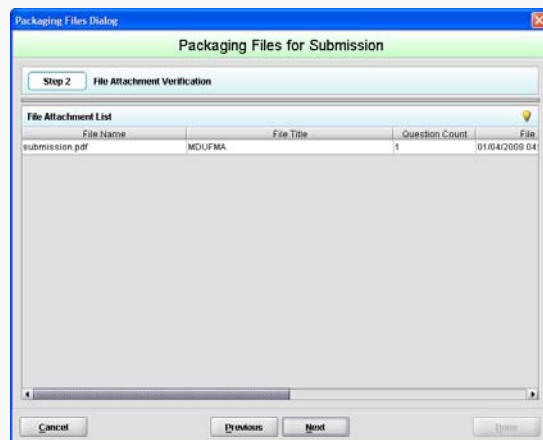 Packaging Files Dialog
Packaging Files for Submission
Step 2 File Attachment Verification
File Attachment List
File Name File Title Question Count File
submission.pdf MDUFMA 1 01/04/2009 04:
Cancel Previous Next Done